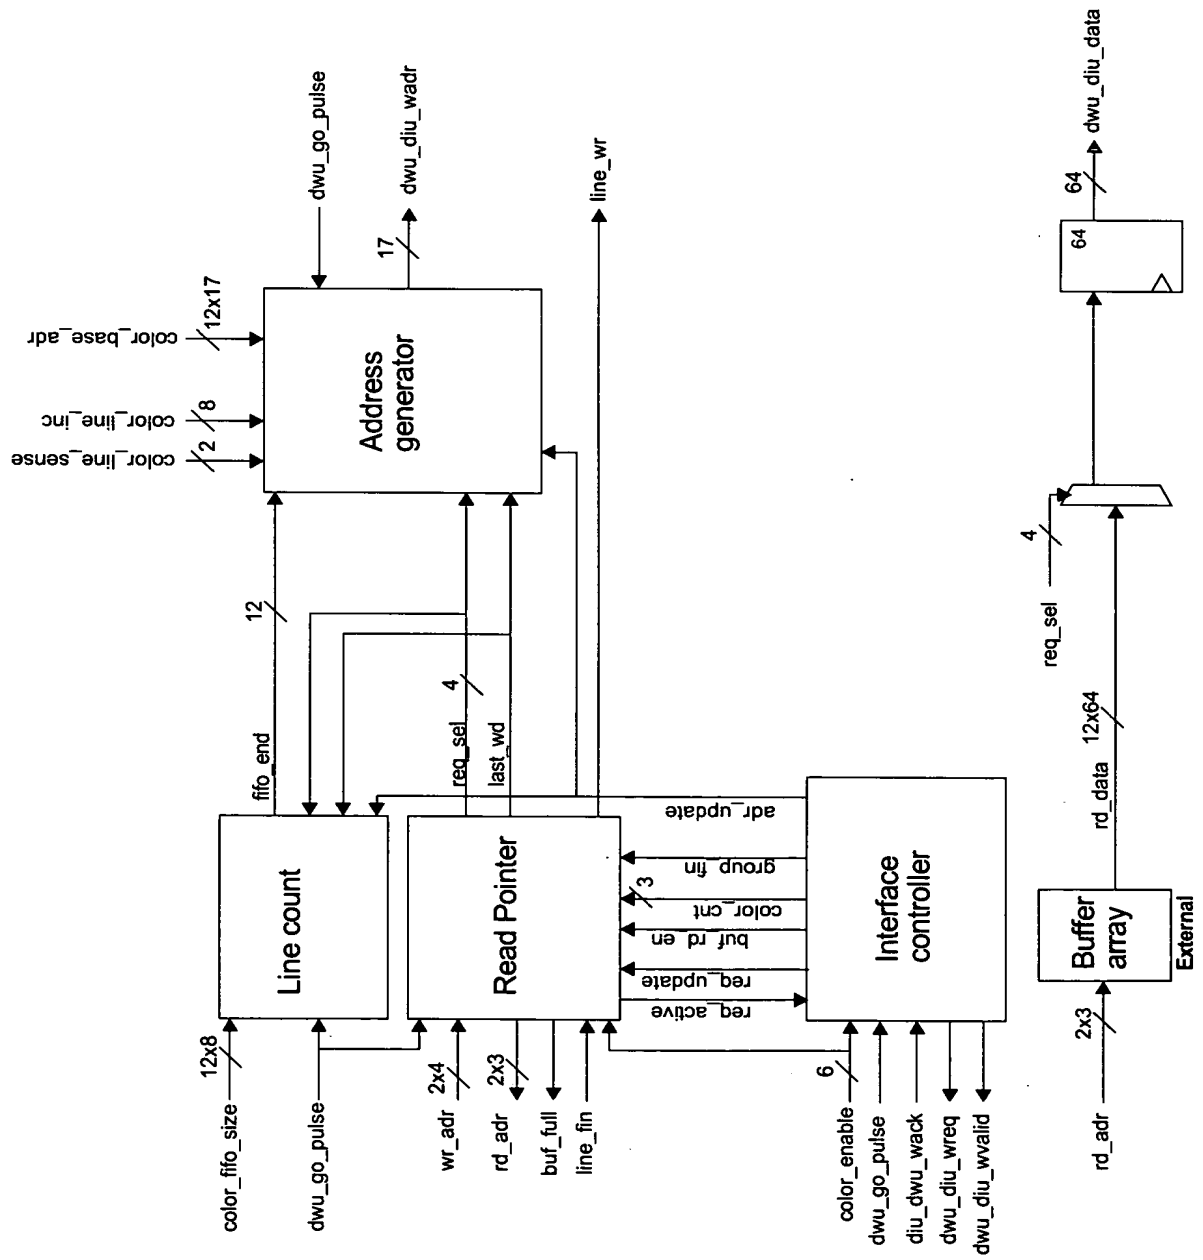 color_fifo_size
12x8
dwu_go_pulse
Line count
fifo_end
12
color_line_sense
2
color_line_inc
8
color_base_adr
12x17
dwu_go_pulse
Address
generator
17
dwu_diu_wadr
wr_adr
2x4
rd_adr
2x3
buf_full
line_fin
Read Pointer
req_sel
4
last_wd
line_wr
req_active
req_update
buf_rd_en
color_cnt
3
group_fin
adr_update
color_enable
6
dwu_go_pulse
diu_dwu_wack
dwu_diu_wreq
dwu_diu_wvalid
Interface
controller
rd_adr
2x3
Buffer
array
External
rd_data
12x64
req_sel
4
64
64
dwu_diu_data